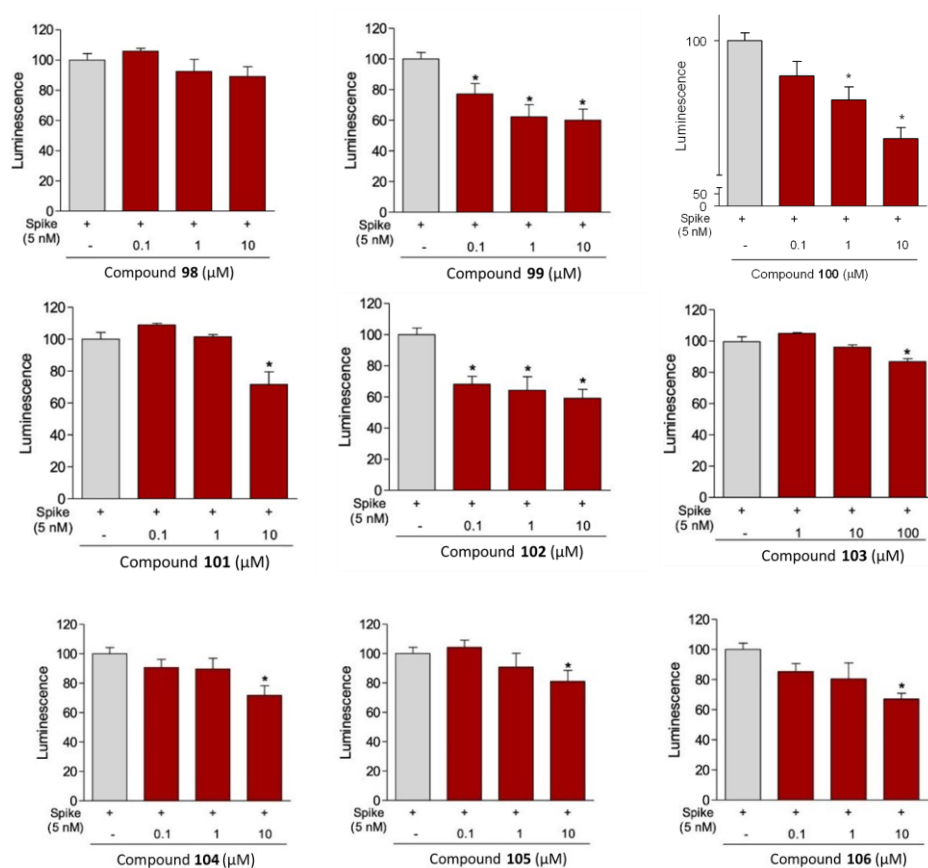 120
100
80
60
40
20
0
Luminescence
Spike + + + +
(5 nM) - 0.1 1 10
Compound 98 (µM)
120
100
80
60
40
20
0
Luminescence
* * *
Spike + + + +
(5 nM) - 0.1 1 10
Compound 99 (µM)
100
50
0
Luminescence
* *
Spike + + + +
(5 nM) - 0.1 1 10
Compound 100 (µM)
120
100
80
60
40
20
0
Luminescence
*
Spike + + + +
(5 nM) - 0.1 1 10
Compound 101 (µM)
120
100
80
60
40
20
0
Luminescence
* * *
Spike + + + +
(5 nM) - 0.1 1 10
Compound 102 (µM)
120
100
80
60
40
20
0
Luminescence
*
Spike + + + +
(5 nM) - 1 10 100
Compound 103 (µM)
120
100
80
60
40
20
0
Luminescence
*
Spike + + + +
(5 nM) - 0.1 1 10
Compound 104 (µM)
120
100
80
60
40
20
0
Luminescence
*
Spike + + + +
(5 nM) - 0.1 1 10
Compound 105 (µM)
120
100
80
60
40
20
0
Luminescence
*
Spike + + + +
(5 nM) - 0.1 1 10
Compound 106 (µM)